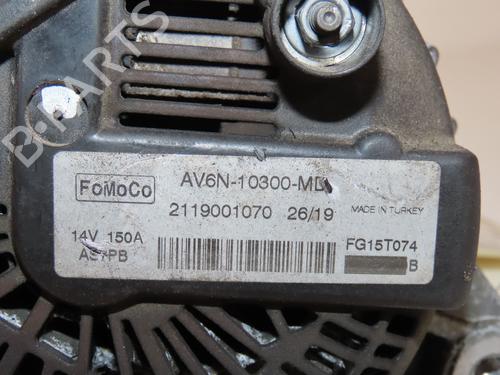 B-PARTS
FoMoCo
AV6N-10300-MD
2119001070 26/19
MADE IN TURKEY
14V 150A
FG15T074
B